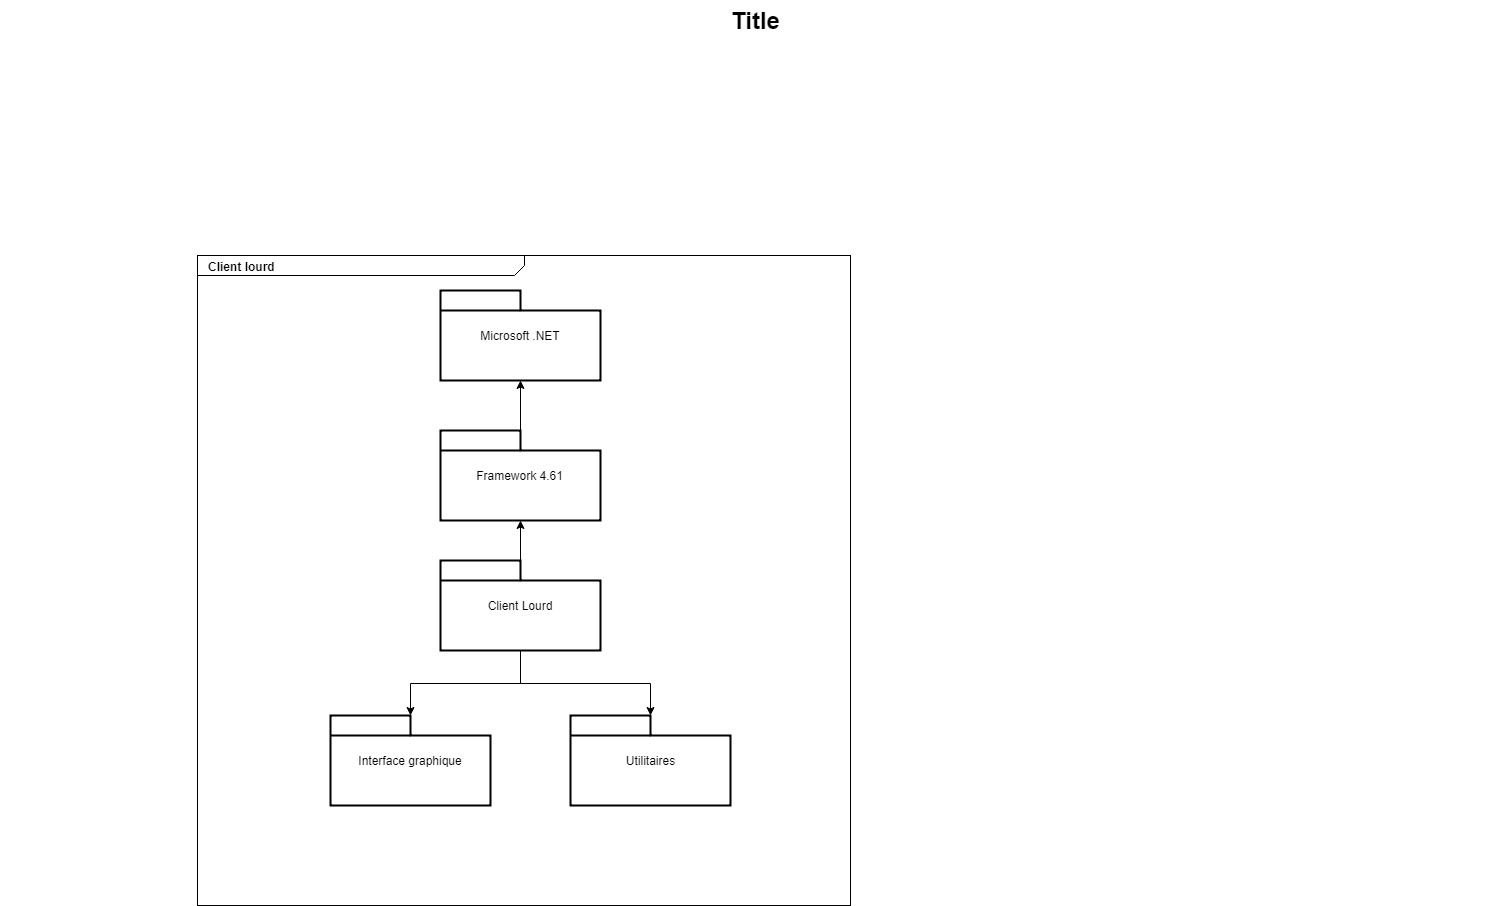 Title
Client lourd
Microsoft .NET
Framework 4.61
Client Lourd
Interface graphique
Utilitaires